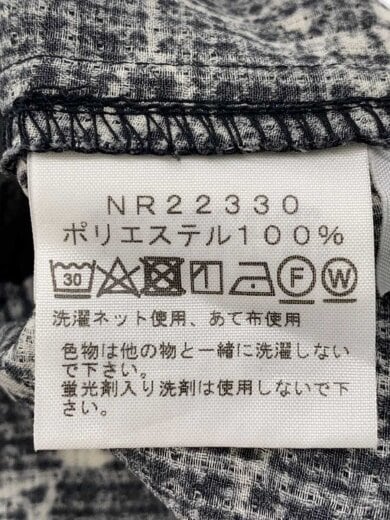 NR22330
ポリエステル100%
30 F W
洗濯ネット使用、あて布使用
色物は他の物と一緒に洗濯しない
で下さい。
蛍光剤入り洗剤は使用しないで下
さい。